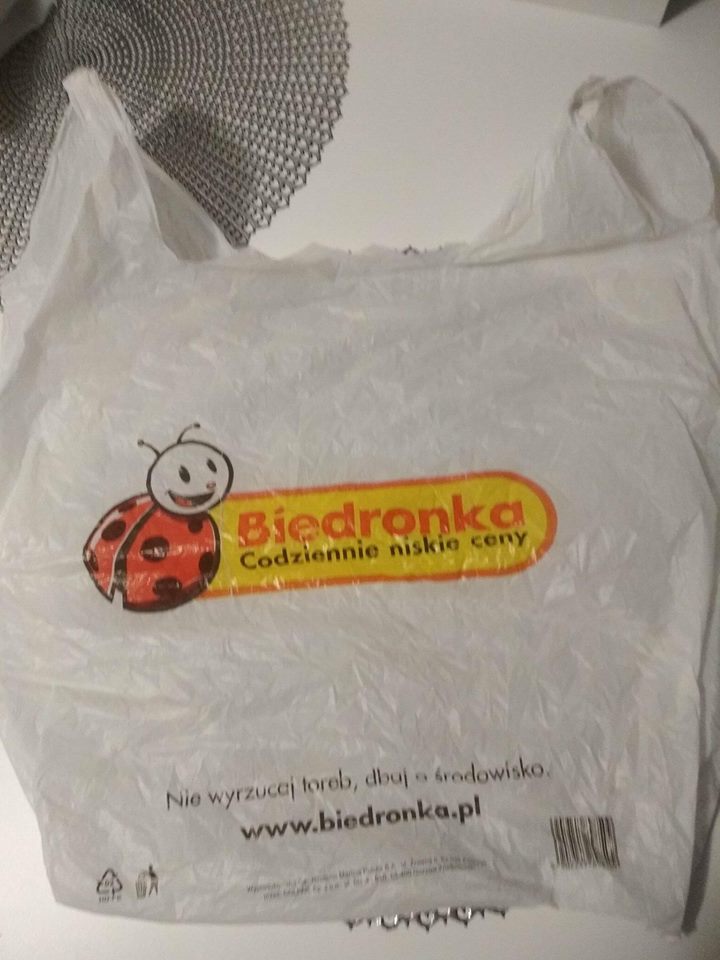 Biedronka
Codziennie niskie ceny
Nie wyrzucaj toreb, dbaj o środowisko.
www.biedronka.pl